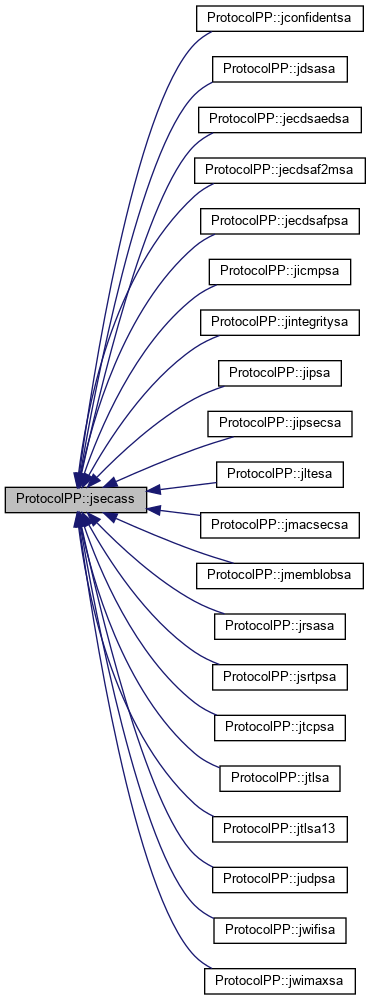 ProtocolPP::jconfidentsa
ProtocolPP::jdsasa
ProtocolPP::jecdsaedsa
ProtocolPP::jecdsaf2msa
ProtocolPP::jecdsafpsa
ProtocolPP::jicmpsa
ProtocolPP::jintegritysa
ProtocolPP::jipsa
ProtocolPP::jipsecsa
ProtocolPP::jltesa
ProtocolPP::jsecass
ProtocolPP::jmacsecsa
ProtocolPP::jmemblobsa
ProtocolPP::jrsasa
ProtocolPP::jsrtpsa
ProtocolPP::jtcpsa
ProtocolPP::jtlsa
ProtocolPP::jtlsa13
ProtocolPP::judpsa
ProtocolPP::jwifisa
ProtocolPP::jwimaxsa